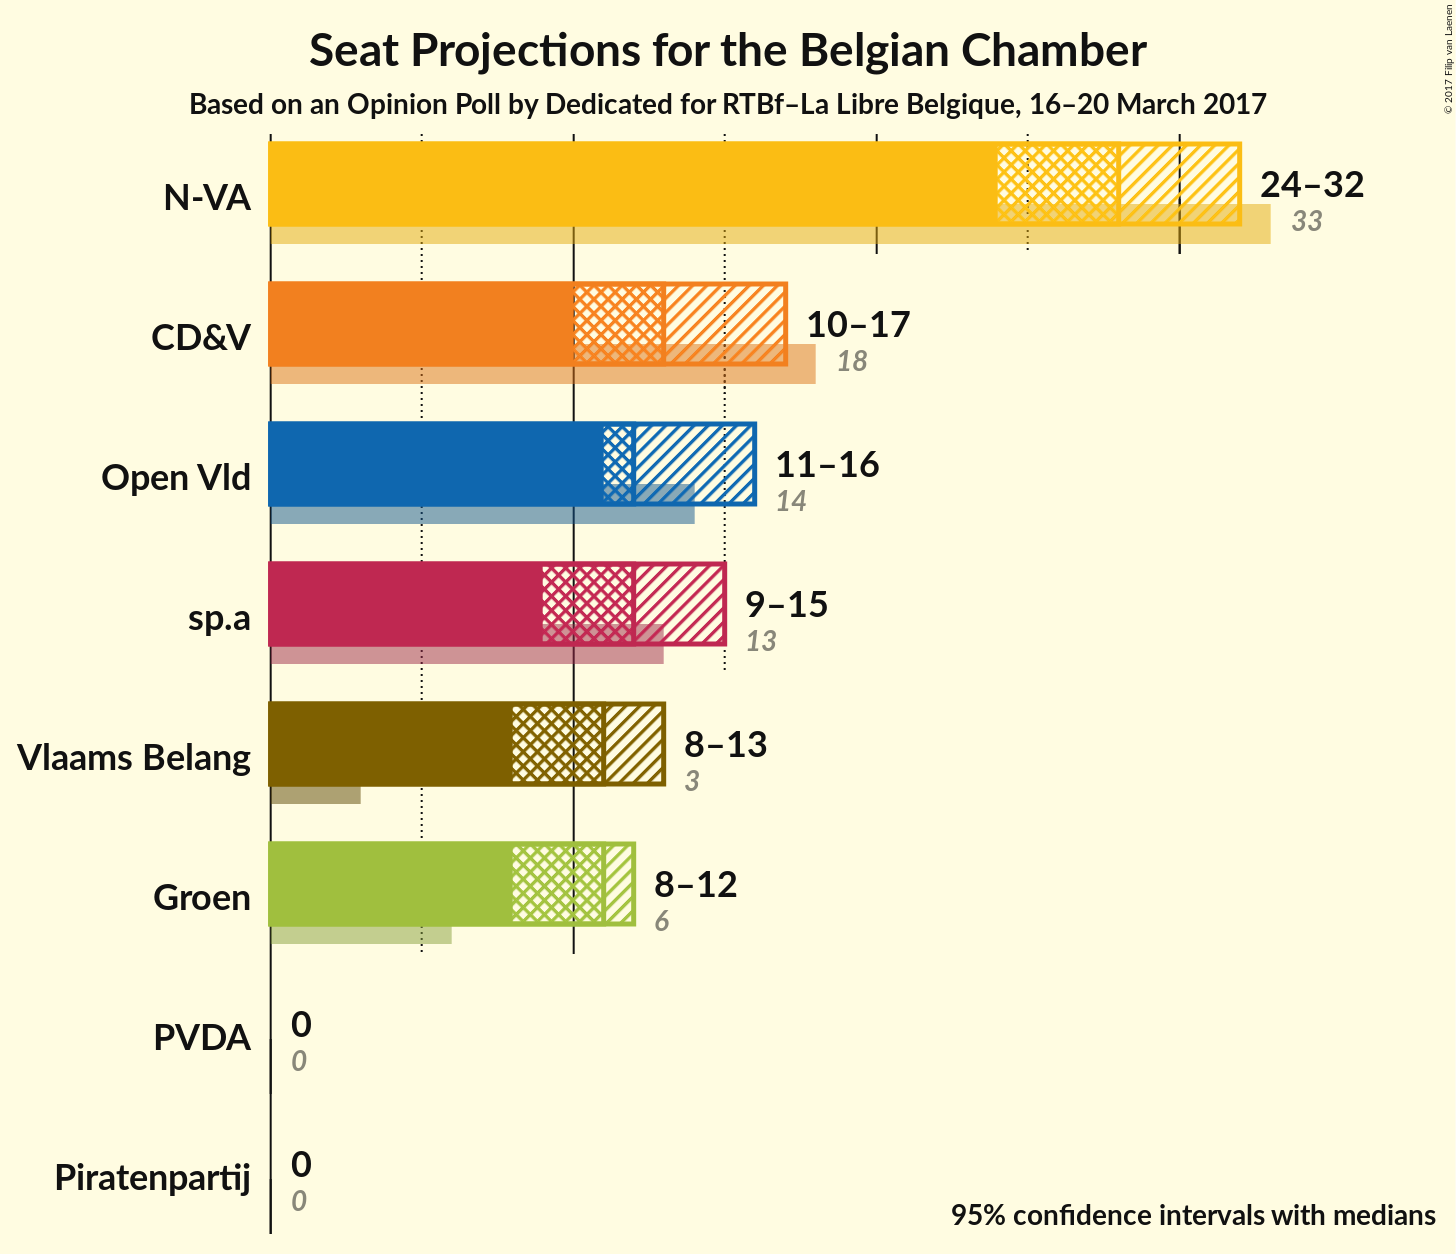 Seat Projections for the Belgian Chamber
Based on an Opinion Poll by Dedicated for RTBf–La Libre Belgique, 16–20 March 2017
© 2017 Filip van Laenen
N-VA
24–32
33
CD&V
10–17
18
Open Vld
11–16
14
sp.a
9–15
13
Vlaams Belang
8–13
3
Groen
8–12
6
PVDA
0
0
Piratenpartij
0
0
95% confidence intervals with medians